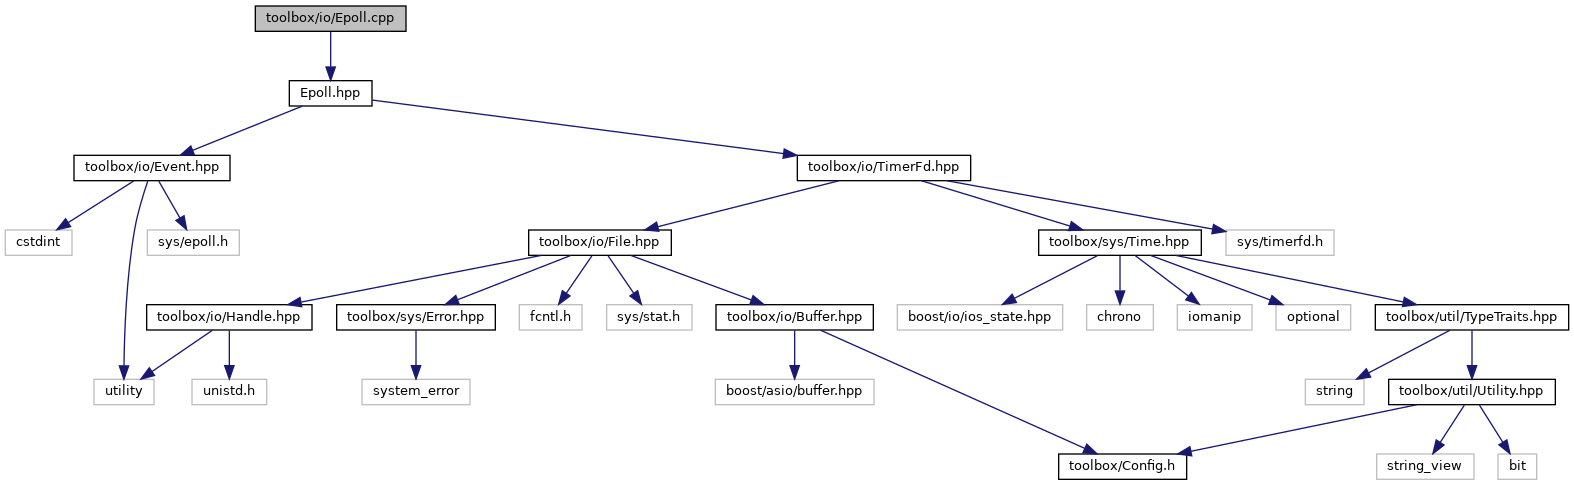 toolbox/io/Epoll.cpp
Epoll.hpp
toolbox/io/Event.hpp
toolbox/io/TimerFd.hpp
cstdint
sys/epoll.h
toolbox/io/File.hpp
toolbox/sys/Time.hpp
sys/timerfd.h
toolbox/io/Handle.hpp
toolbox/sys/Error.hpp
fcntl.h
sys/stat.h
toolbox/io/Buffer.hpp
boost/io/ios_state.hpp
chrono
iomanip
optional
toolbox/util/TypeTraits.hpp
utility
unistd.h
system_error
boost/asio/buffer.hpp
string
toolbox/util/Utility.hpp
toolbox/Config.h
string_view
bit